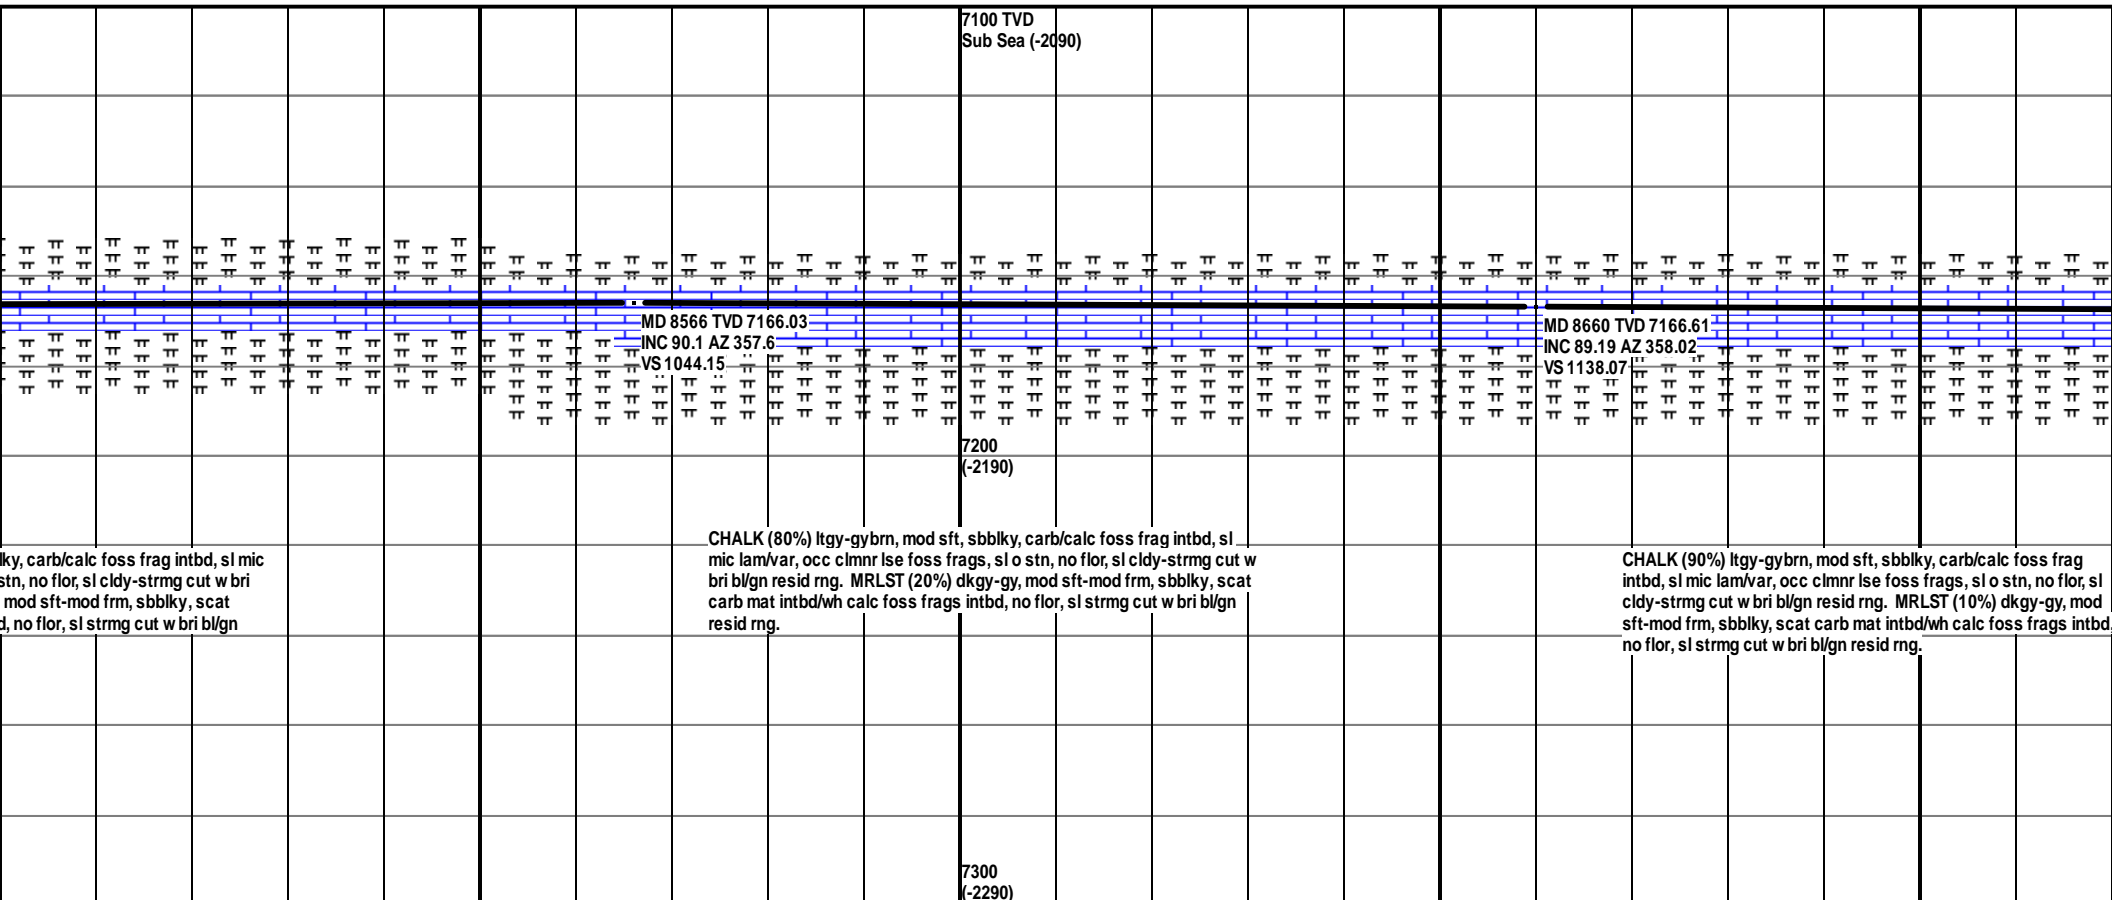 7100 TVD
Sub Sea (-2090)
MD 8566 TVD 7166.03
INC 90.1 AZ 357.6
VS 1044.15
MD 8660 TVD 7166.61
INC 89.19 AZ 358.02
VS 1138.07
7200
(-2190)
lky, carb/calc foss frag intbd, sl mic
stn, no flor, sl cldy-strmg cut w bri
mod sft-mod frm, sbblky, scat
d, no flor, sl strmg cut w bri bl/gn
CHALK (80%) ltgy-gybrn, mod sft, sbblky, carb/calc foss frag intbd, sl
mic lam/var, occ clmnr lse foss frags, sl o stn, no flor, sl cldy-strmg cut w
bri bl/gn resid rng.  MRLST (20%) dkgy-gy, mod sft-mod frm, sbblky, scat
carb mat intbd/wh calc foss frags intbd, no flor, sl strmg cut w bri bl/gn
resid rng.
CHALK (90%) ltgy-gybrn, mod sft, sbblky, carb/calc foss frag
intbd, sl mic lam/var, occ clmnr lse foss frags, sl o stn, no flor, sl
cldy-strmg cut w bri bl/gn resid rng.  MRLST (10%) dkgy-gy, mod
sft-mod frm, sbblky, scat carb mat intbd/wh calc foss frags intbd,
no flor, sl strmg cut w bri bl/gn resid rng.
7300
(-2290)